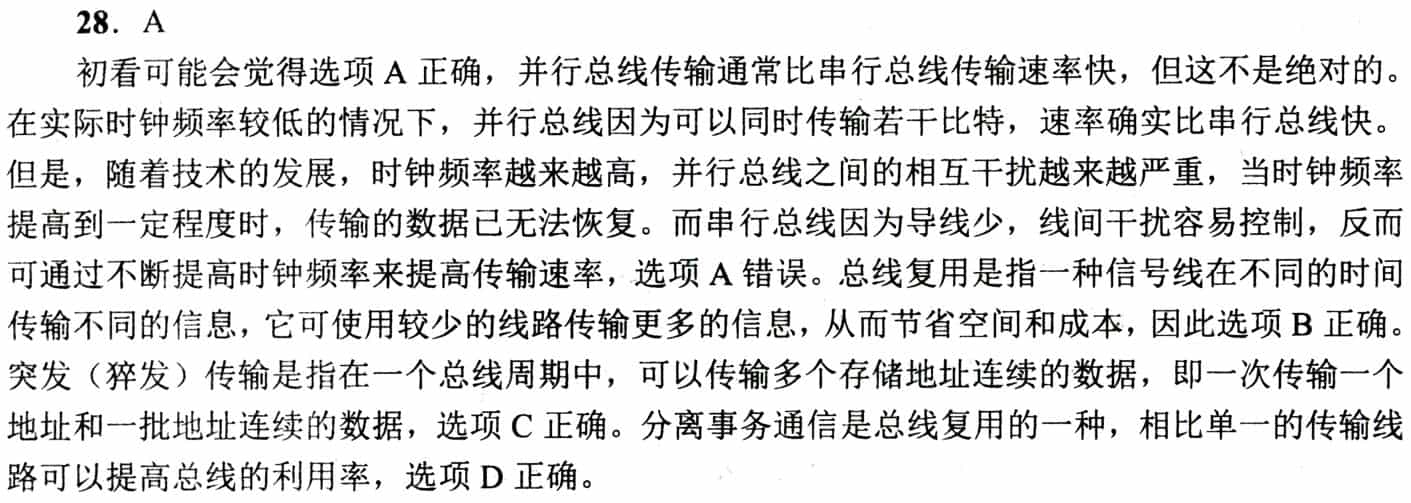 28. A
初看可能会觉得选项 A 正确，并行总线传输通常比串行总线传输速率快，但这不是绝对的。
在实际时钟频率较低的情况下，并行总线因为可以同时传输若干比特，速率确实比串行总线快。
但是，随着技术的发展，时钟频率越来越高，并行总线之间的相互干扰越来越严重，当时钟频率
提高到一定程度时，传输的数据已无法恢复。而串行总线因为导线少，线间干扰容易控制，反而
可通过不断提高时钟频率来提高传输速率，选项 A 错误。总线复用是指一种信号线在不同的时间
传输不同的信息，它可使用较少的线路传输更多的信息，从而节省空间和成本，因此选项 B 正确。
突发（猝发）传输是指在一个总线周期中，可以传输多个存储地址连续的数据，即一次传输一个
地址和一批地址连续的数据，选项 C 正确。分离事务通信是总线复用的一种，相比单一的传输线
路可以提高总线的利用率，选项 D 正确。